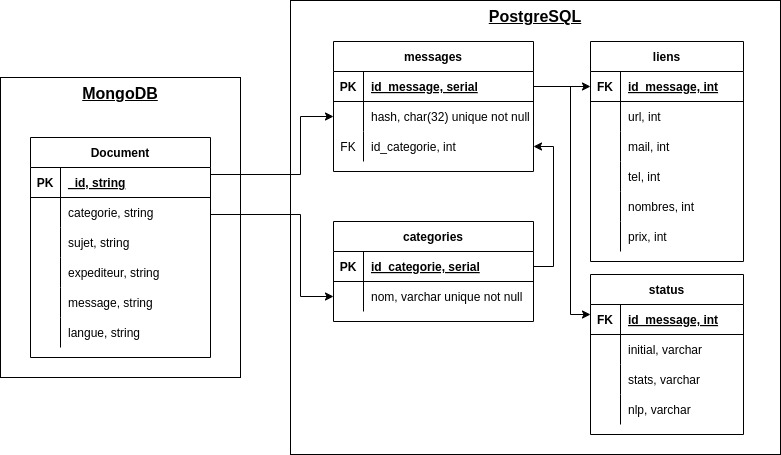 MongoDB
Document
PK _id, string
categorie, string
sujet, string
expediteur, string
message, string
langue, string
PostgreSQL
messages
PK id_message, serial
hash, char(32) unique not null
FK id_categorie, int
categories
PK id_categorie, serial
nom, varchar unique not null
liens
FK id_message, int
url, int
mail, int
tel, int
nombres, int
prix, int
status
FK id_message, int
initial, varchar
stats, varchar
nlp, varchar